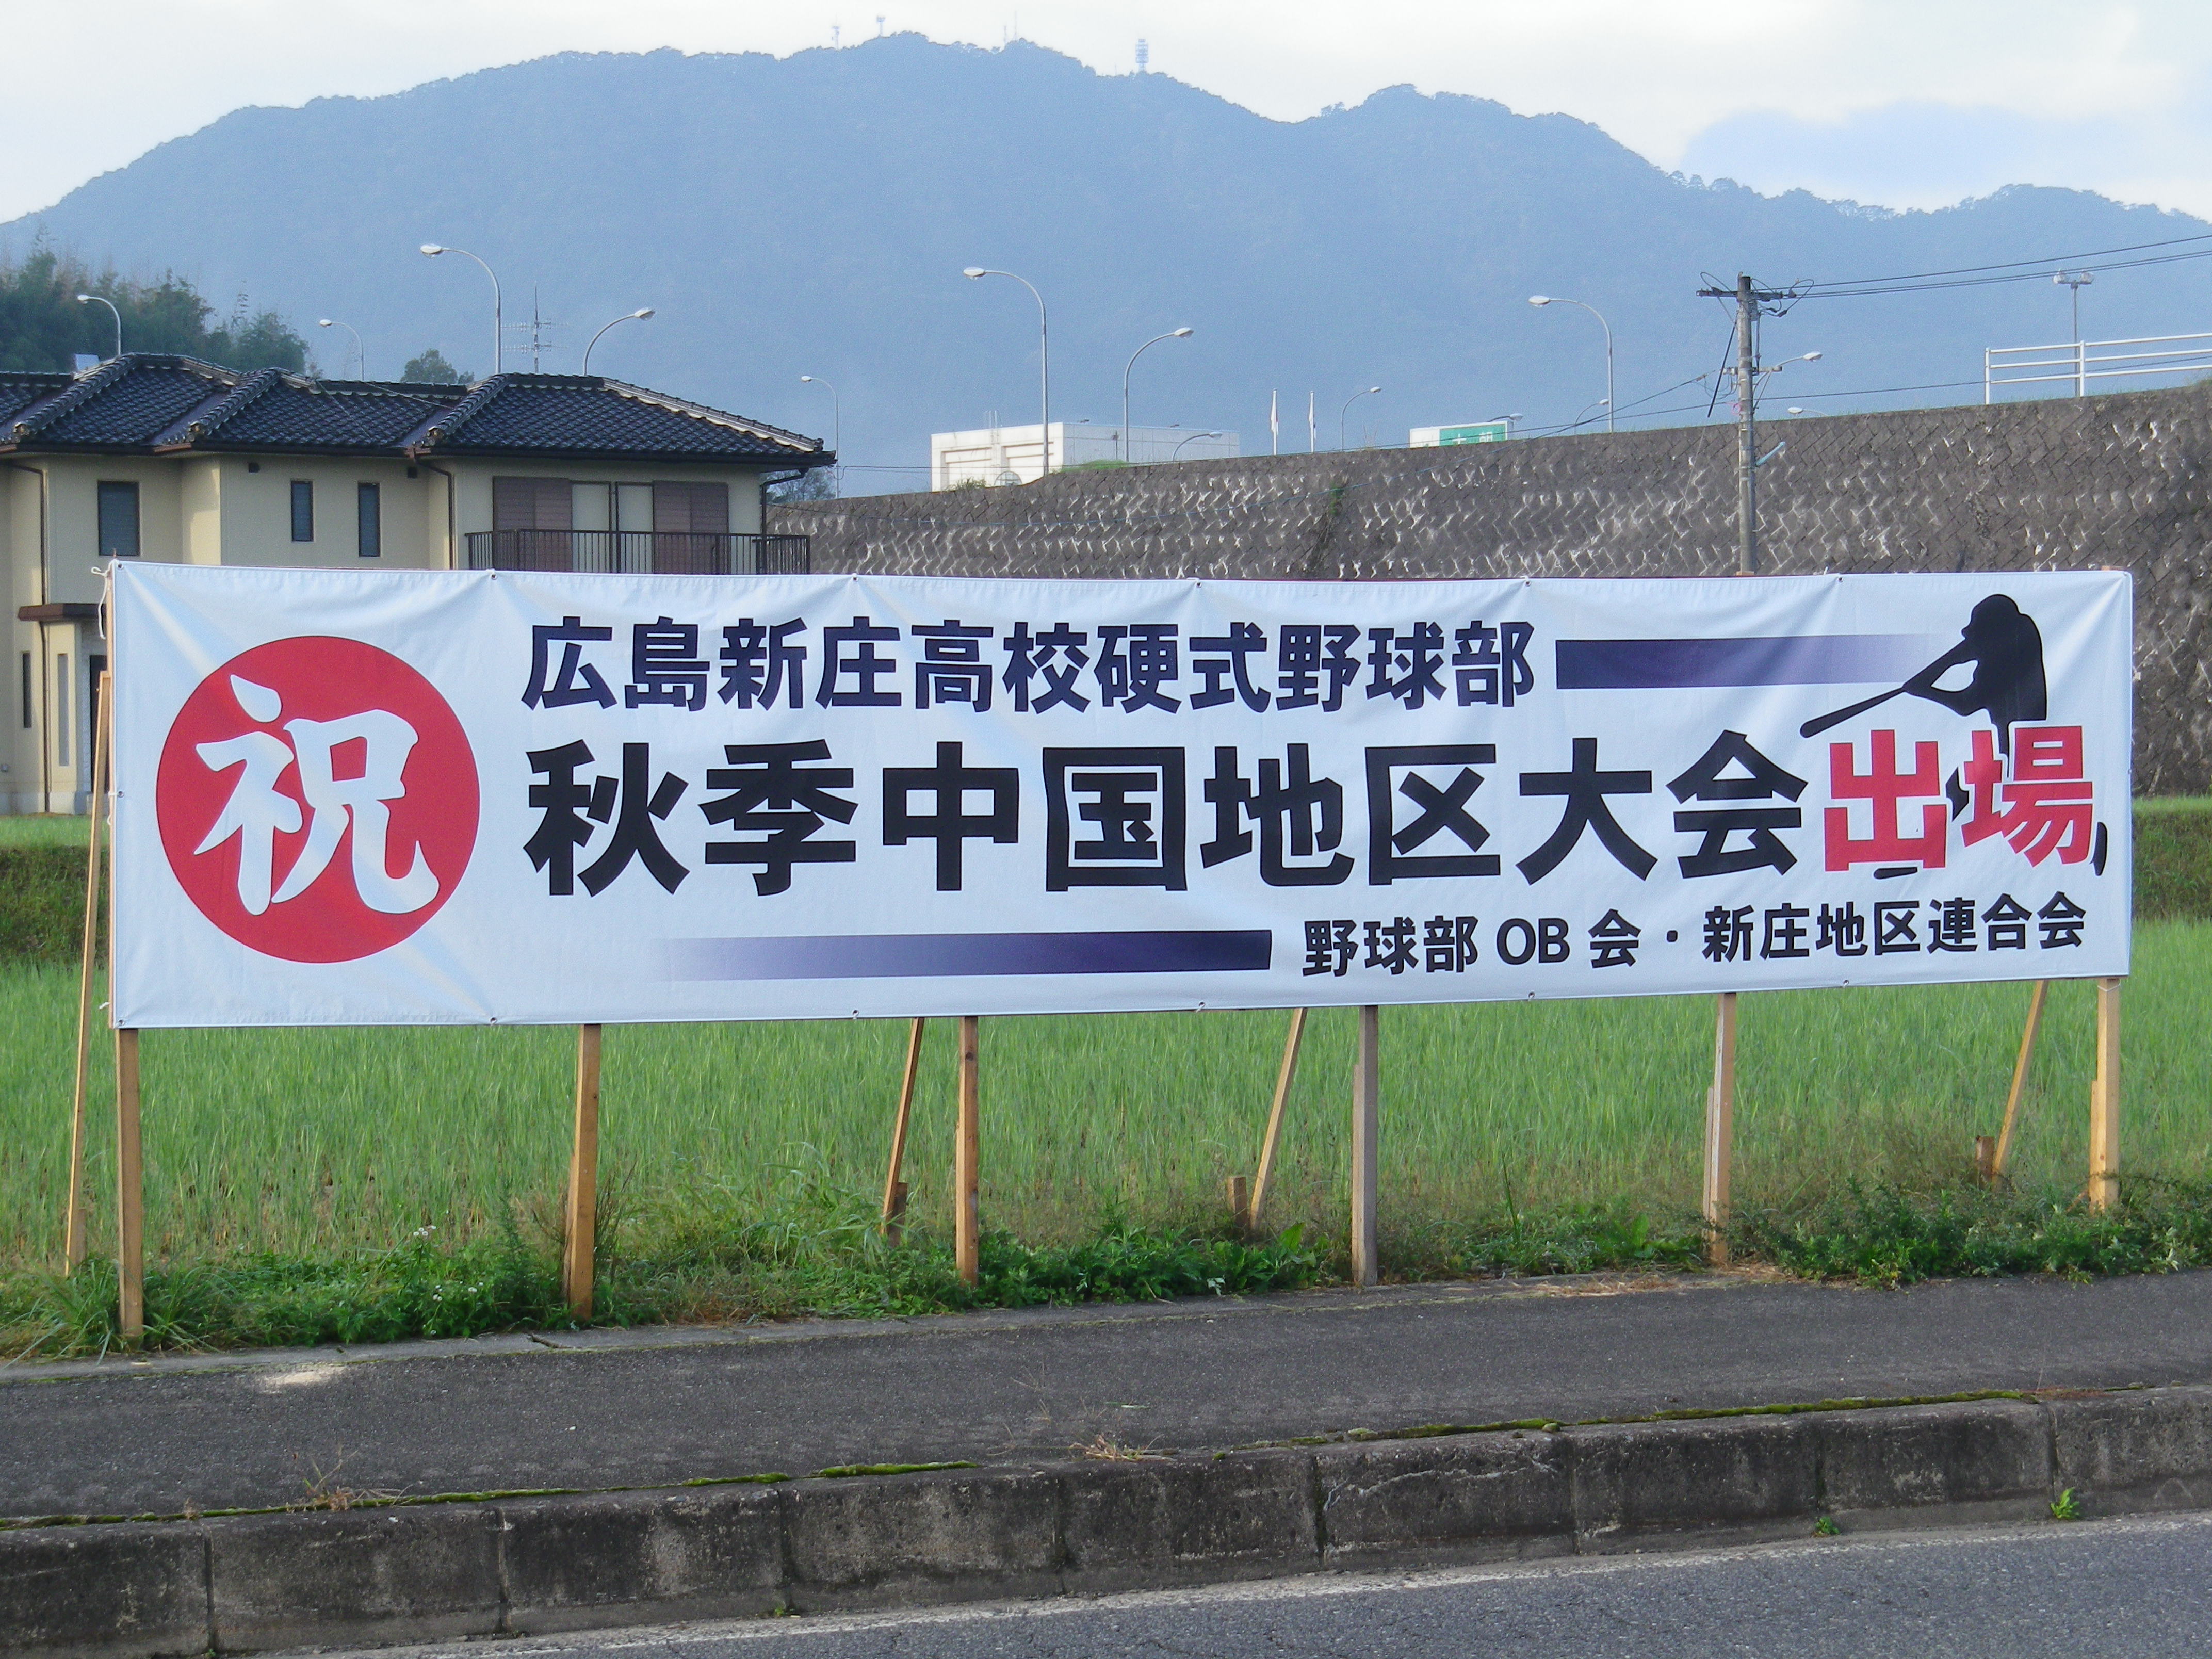 祝
広島新庄高校硬式野球部
秋季中国地区大会出場
野球部 OB 会・新庄地区連合会